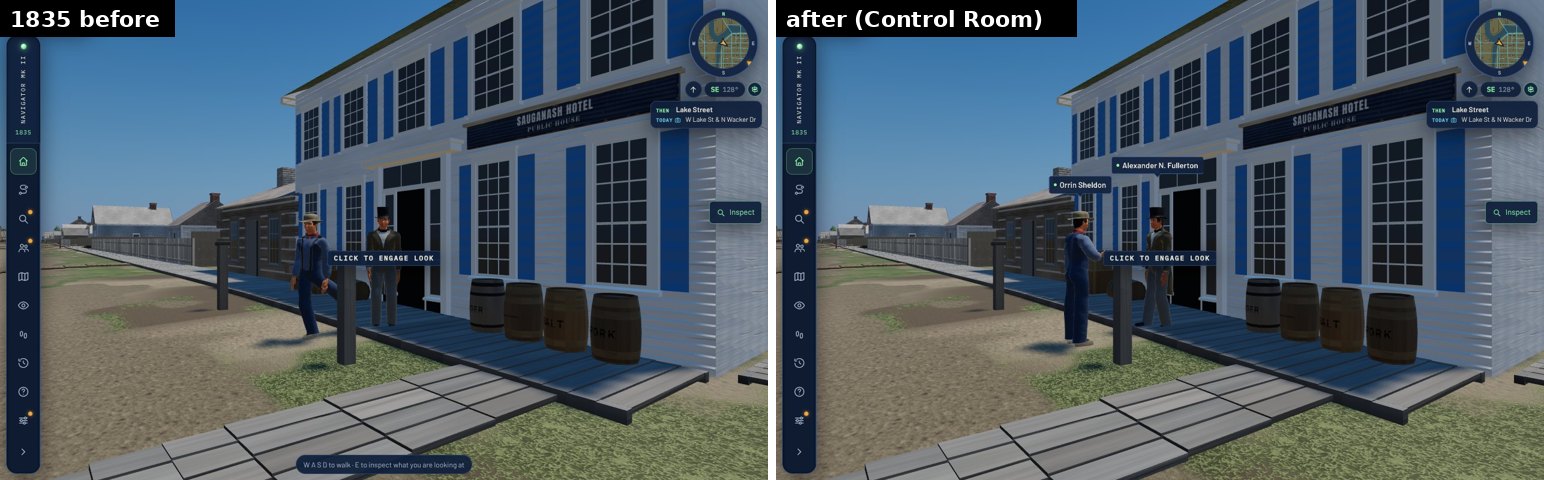 1835 before
NAVIGATOR MK II
1835
N
W
E
S
SE 128°
THEN Lake Street
TODAY W Lake St & N Wacker Dr
Inspect
SAUGANASH HOTEL
PUBLIC HOUSE
CLICK TO ENGAGE LOOK
SALT
PORK
W A S D to walk · E to inspect what you are looking at
after (Control Room)
NAVIGATOR MK II
1835
N
W
E
S
SE 128°
THEN Lake Street
TODAY W Lake St & N Wacker Dr
Inspect
SAUGANASH HOTEL
PUBLIC HOUSE
Alexander N. Fullerton
Orrin Sheldon
CLICK TO ENGAGE LOOK
SALT
PORK